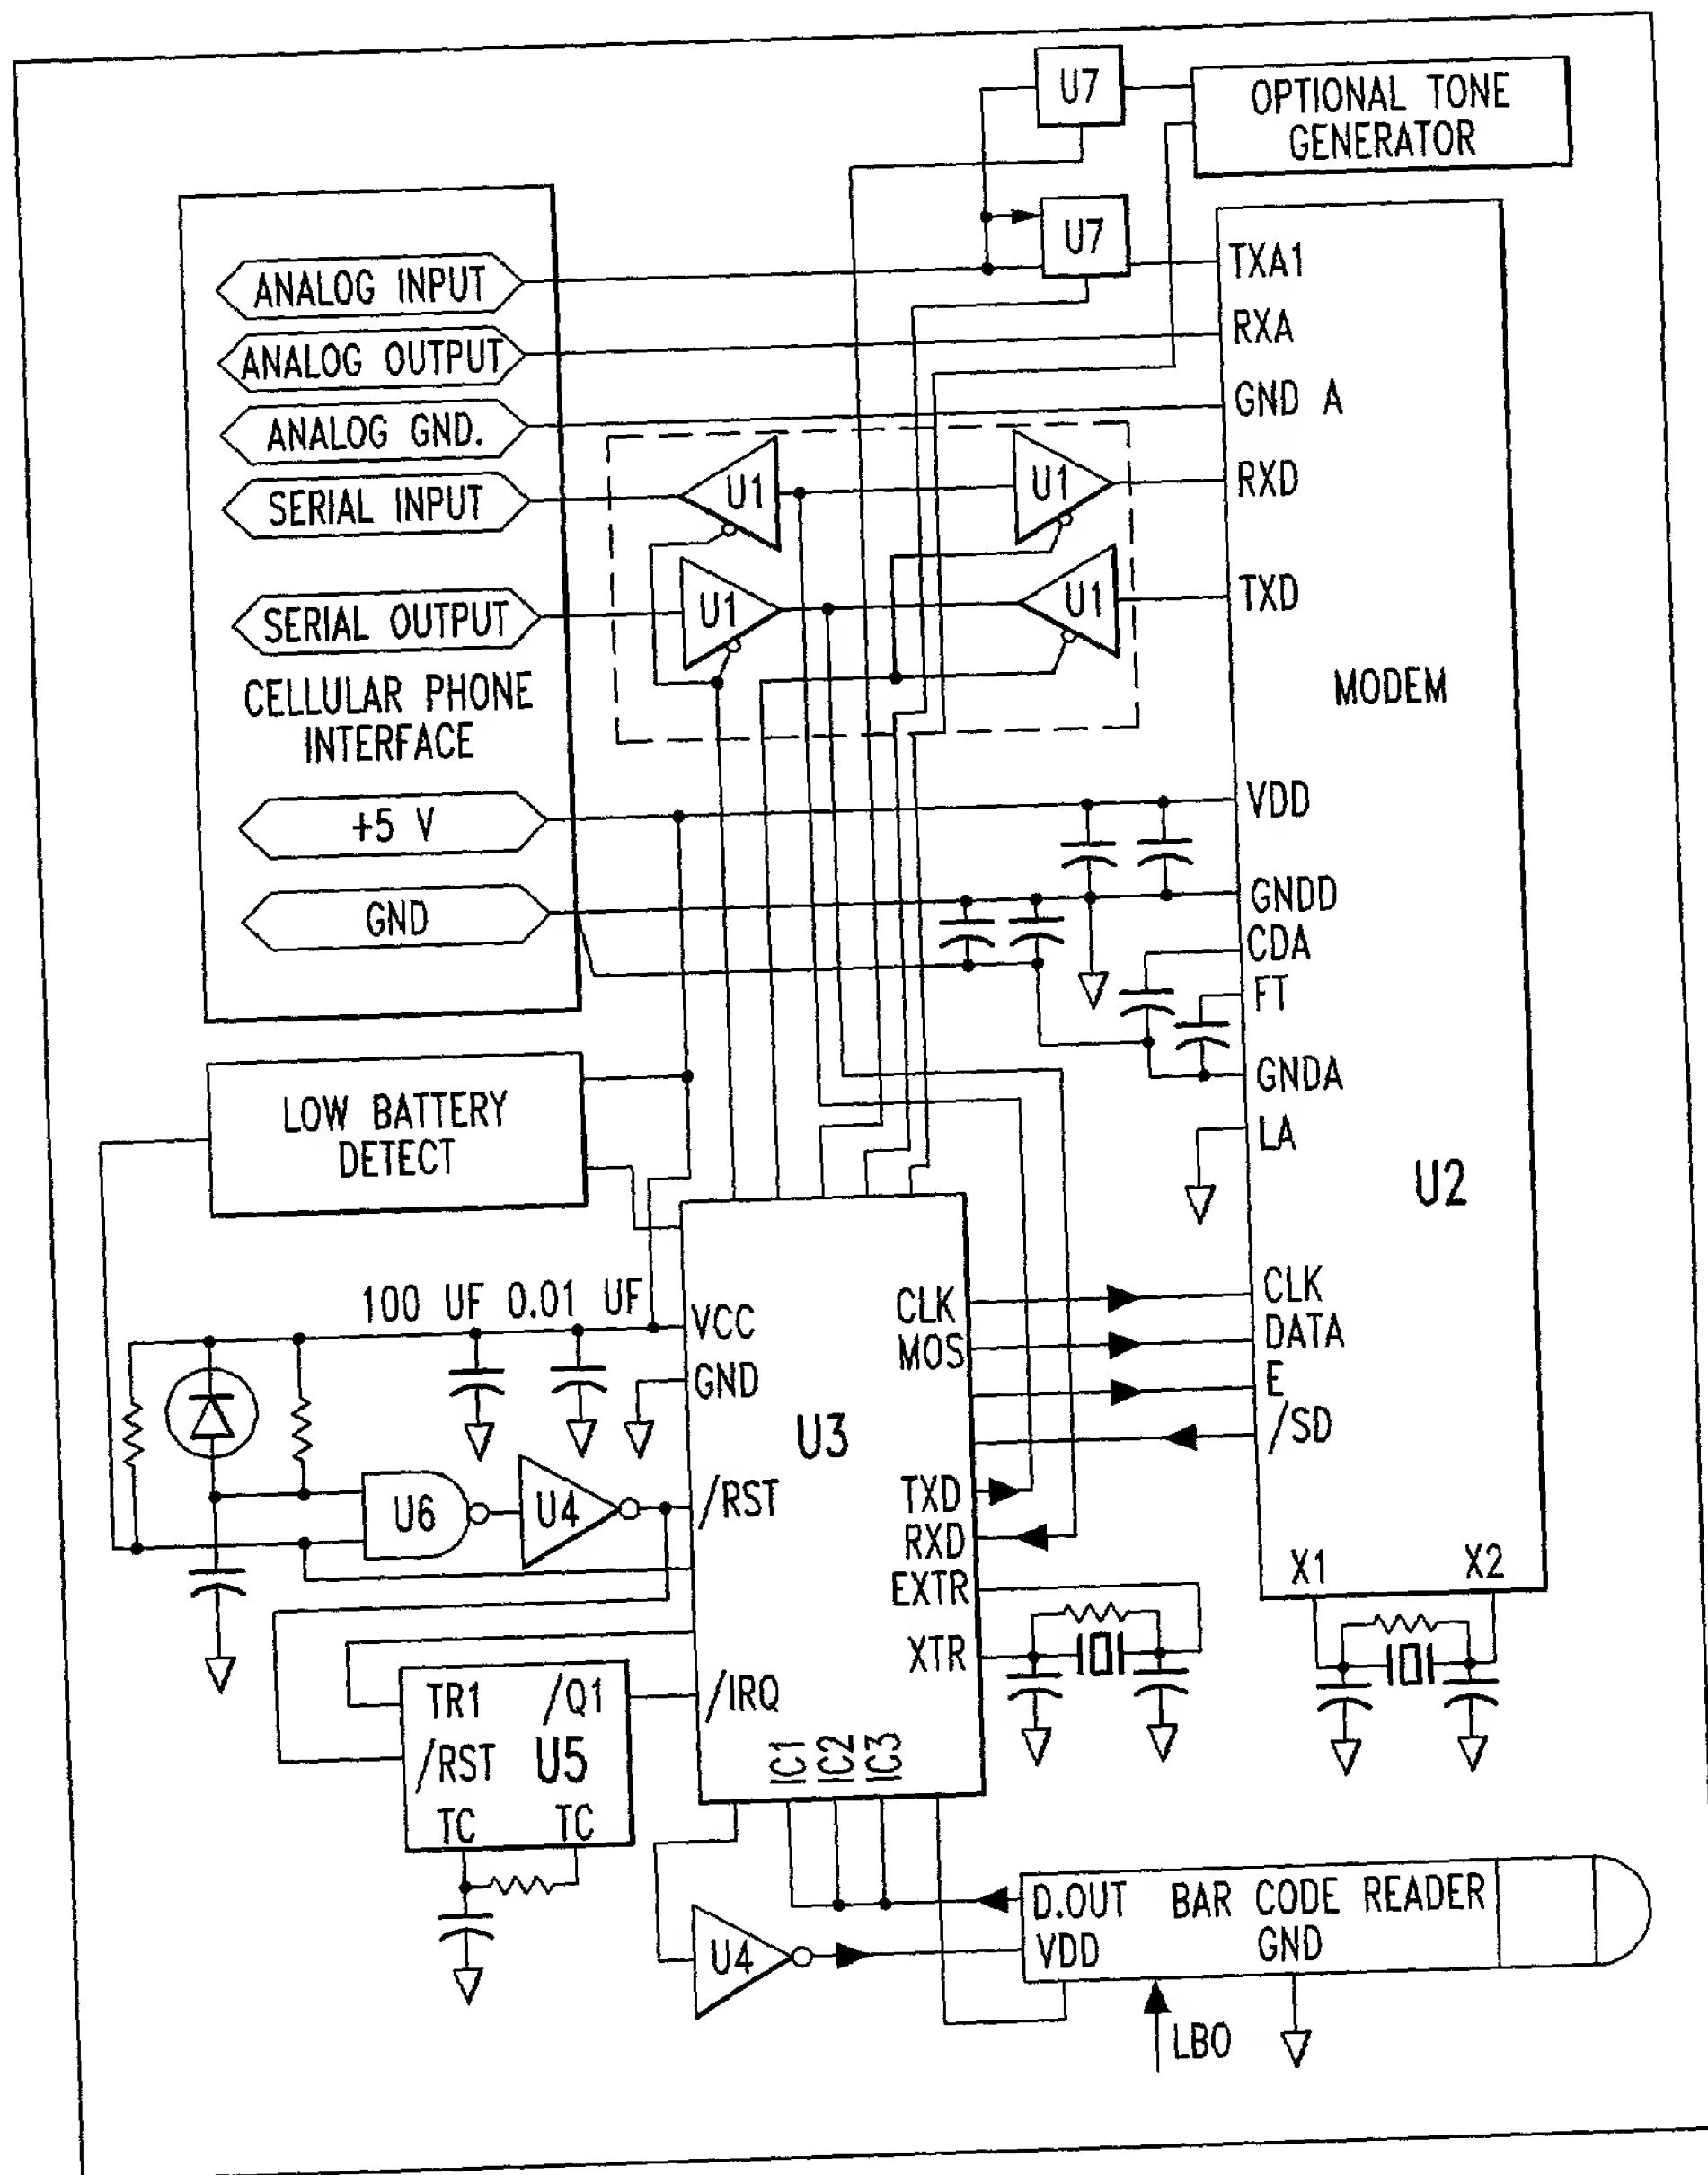 U7
OPTIONAL TONE
GENERATOR
U7
ANALOG INPUT
TXA1
ANALOG OUTPUT
RXA
ANALOG GND.
GND A
SERIAL INPUT
U1
U1
RXD
SERIAL OUTPUT
U1
U1
TXD
CELLULAR PHONE
INTERFACE
MODEM
+5 V
VDD
GND
GNDD
CDA
FT
GNDA
LOW BATTERY
DETECT
LA
U2
100 UF 0.01 UF
VCC
GND
U3
CLK
MOS
CLK
DATA
E
/SD
U6
U4
/RST
TXD
RXD
EXTR
XTR
X1
X2
TR1
/Q1
/IRQ
/RST
U5
TC
TC
IC1
IC2
IC3
D.OUT BAR CODE READER
VDD
GND
U4
LBO